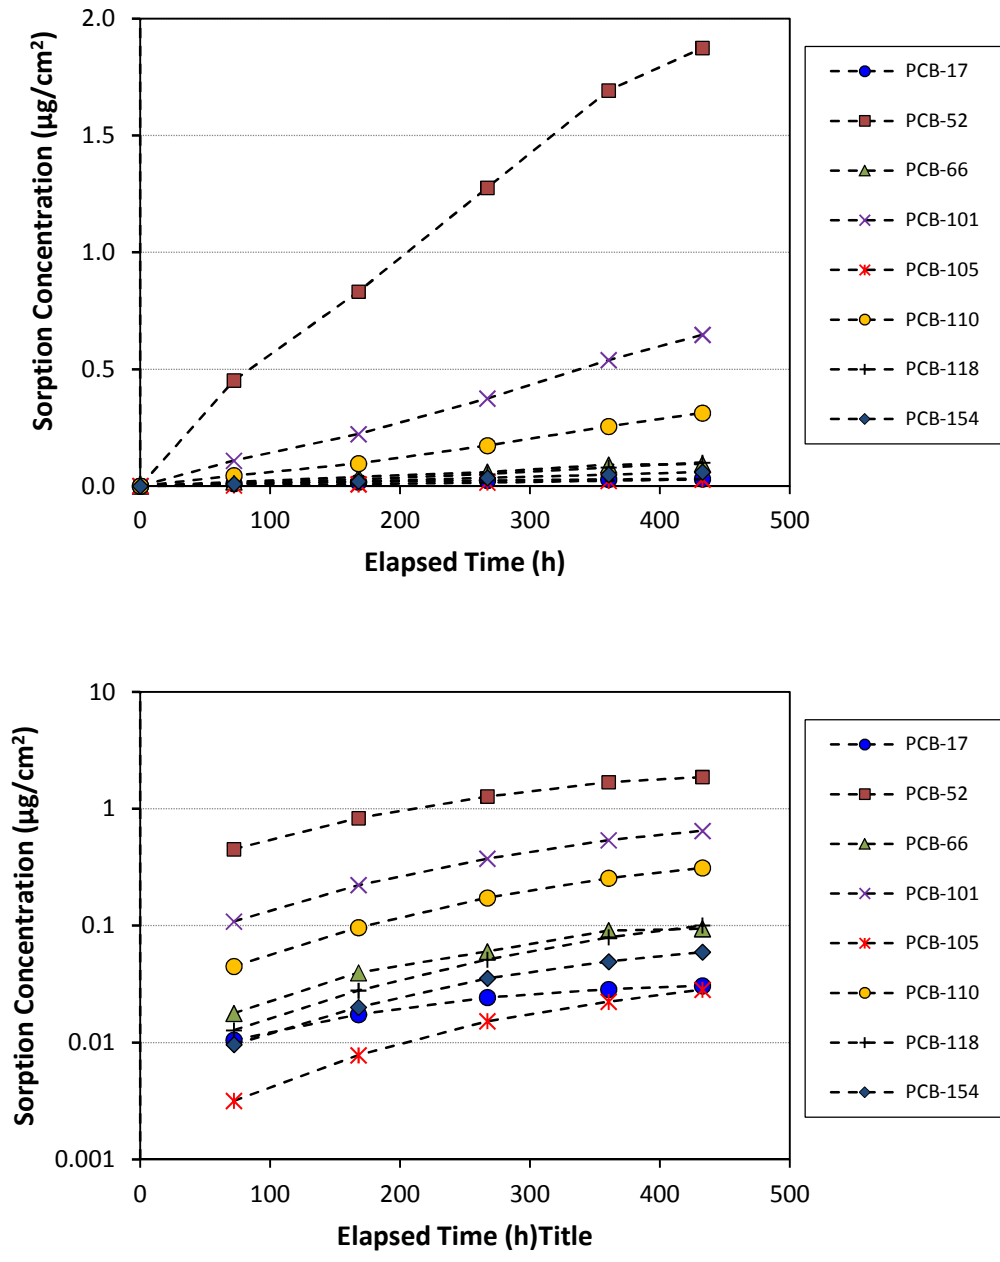 Sorption Concentration (µg/cm²)
2.0
1.5
1.0
0.5
0.0
0 100 200 300 400 500
Elapsed Time (h)
PCB-17
PCB-52
PCB-66
PCB-101
PCB-105
PCB-110
PCB-118
PCB-154
Sorption Concentration (µg/cm²)
10
1
0.1
0.01
0.001
0 100 200 300 400 500
Elapsed Time (h)Title
PCB-17
PCB-52
PCB-66
PCB-101
PCB-105
PCB-110
PCB-118
PCB-154